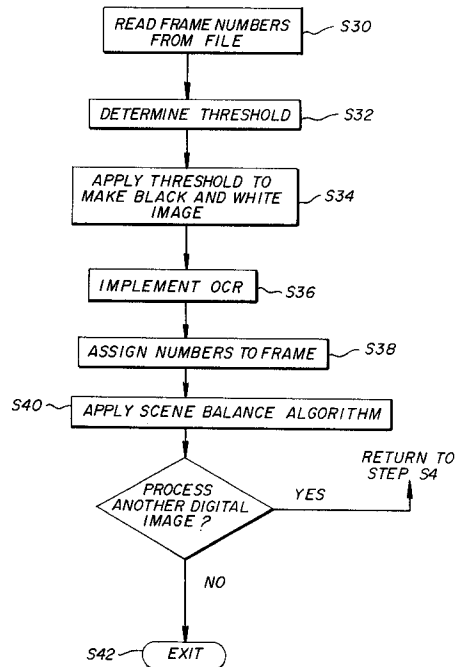 READ FRAME NUMBERS
FROM FILE
S30
DETERMINE THRESHOLD
S32
APPLY THRESHOLD TO
MAKE BLACK AND WHITE
IMAGE
S34
IMPLEMENT OCR
S36
ASSIGN NUMBERS TO FRAME
S38
S40
APPLY SCENE BALANCE ALGORITHM
PROCESS
ANOTHER DIGITAL
IMAGE ?
YES
RETURN TO
STEP S4
NO
S42
EXIT